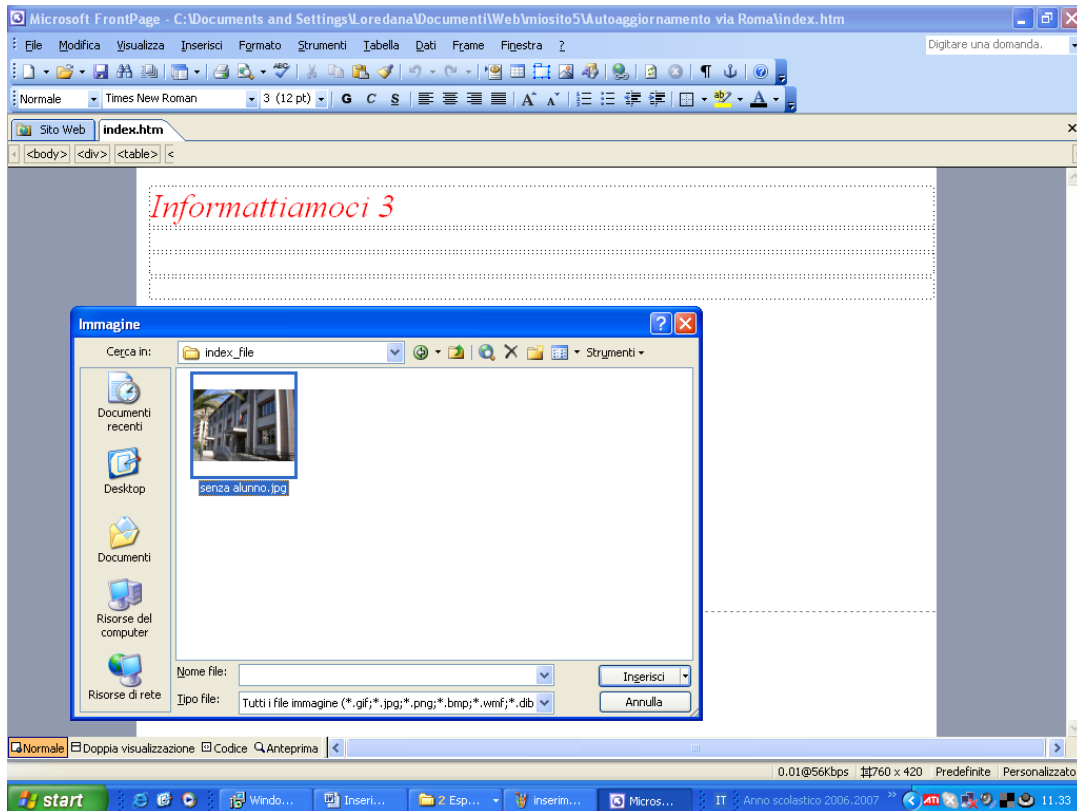 Microsoft FrontPage - C:\Documents and Settings\Loredana\Documenti\Web\miosito5\Autoaggiornamento via Roma\index.htm
File Modifica Visualizza Inserisci Formato Strumenti Tabella Dati Frame Finestra ? Digitare una domanda.
Normale Times New Roman 3 (12 pt) G C S A A A
Sito Web index.htm
<body> <div> <table> <
Informattiamoci 3
Immagine
Cerca in: index_file Strumenti
Documenti recenti
senza alunno.jpg
Desktop
Documenti
Risorse del computer
Risorse di rete
Nome file: Inserisci
Tipo file: Tutti i file immagine (*.gif;*.jpg;*.png;*.bmp;*.wmf;*.dib Annulla
Normale Doppia visualizzazione Codice Anteprima
0.01@56Kbps 760 x 420 Predefinite Personalizzato
start Windo... Inseri... 2 Esp... inserim... Micros... IT Anno scolastico 2006.2007 » 11.33